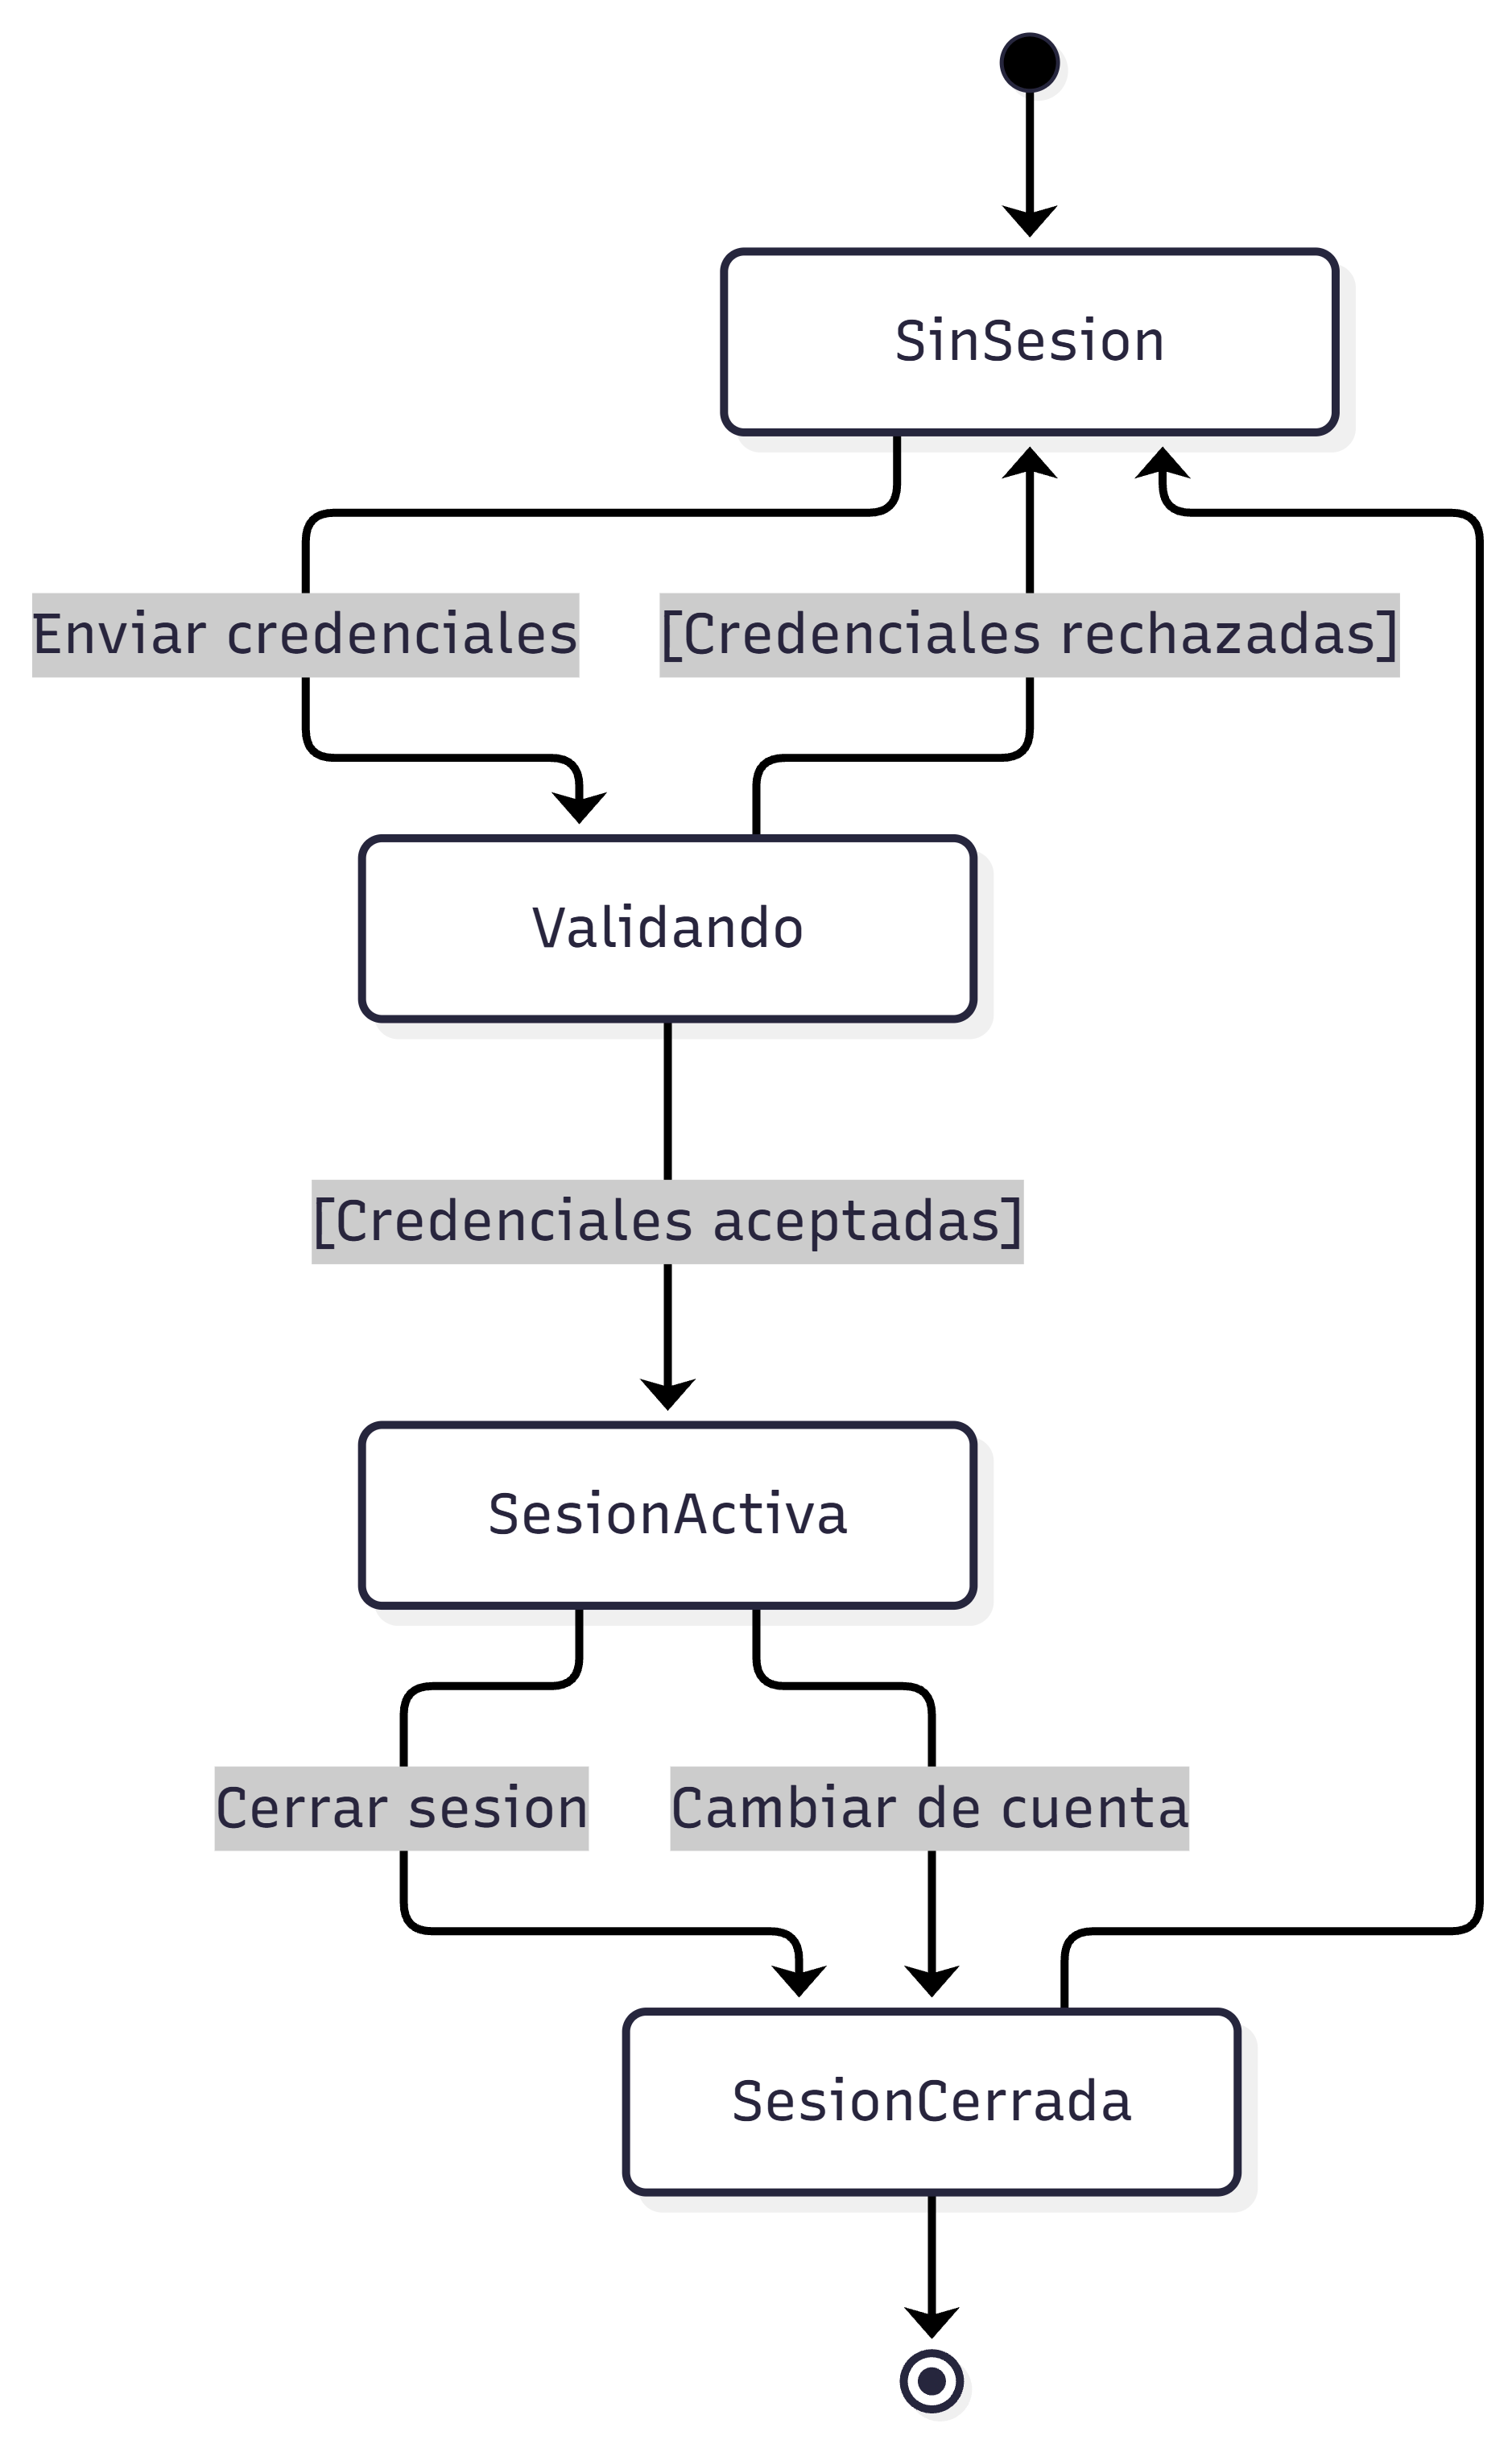 SinSesion
Enviar credenciales
[Credenciales rechazadas]
Validando
[Credenciales aceptadas]
SesionActiva
Cerrar sesion
Cambiar de cuenta
SesionCerrada